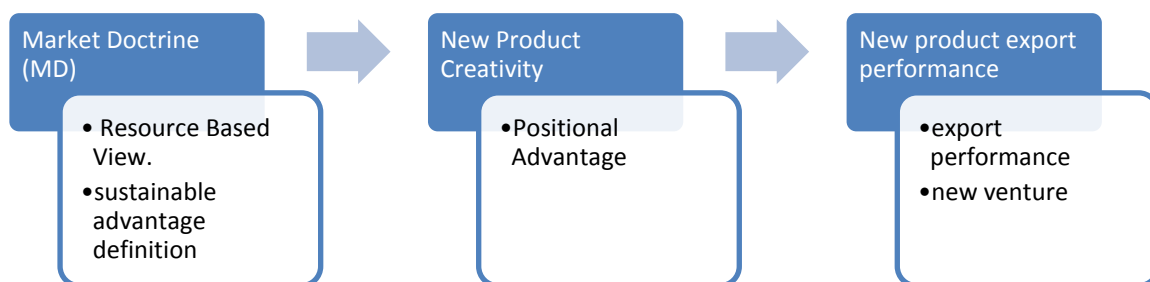 Market Doctrine
(MD)
• Resource Based
View.
•sustainable
advantage
definition
New Product
Creativity
•Positional
Advantage
New product export
performance
•export
performance
•new venture